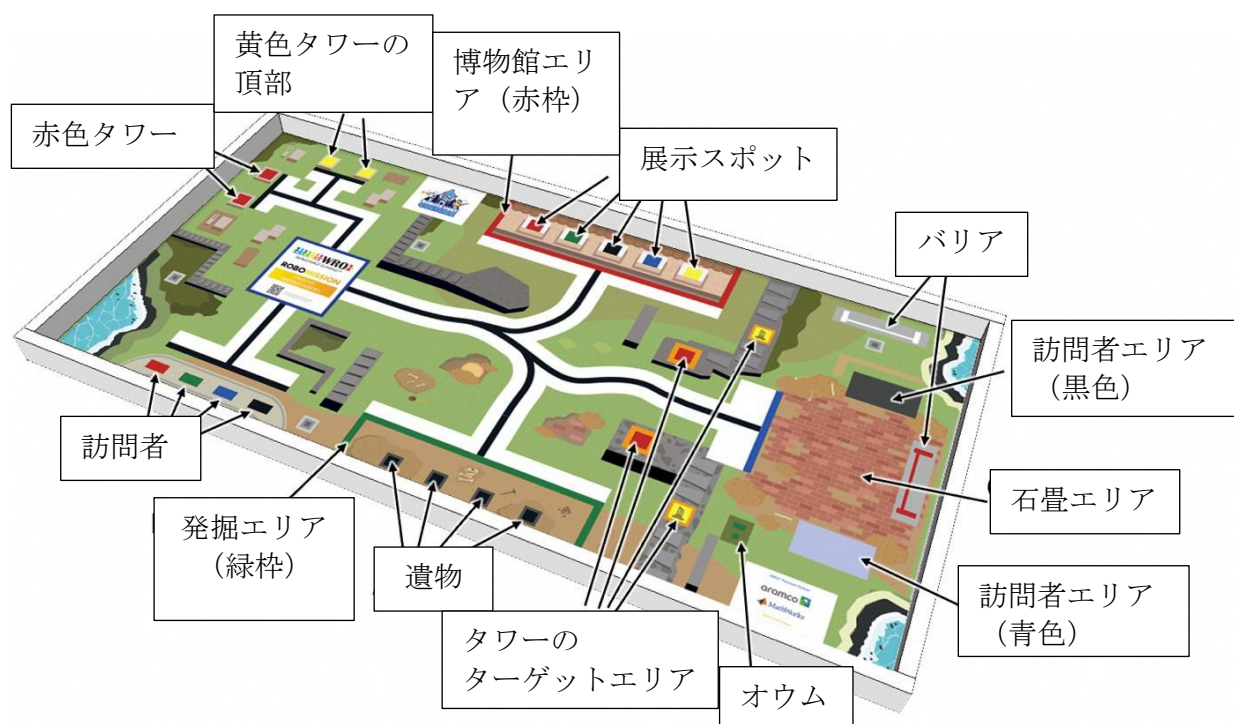 黄色タワーの
頂部
博物館エリ
ア（赤枠）
赤色タワー
展示スポット
バリア
WRO
ROBOMISSION
訪問者エリア
（黒色）
訪問者
石畳エリア
発掘エリア
（緑枠）
遺物
aramco
MathWorks
訪問者エリア
（青色）
タワーの
ターゲットエリア
オウム